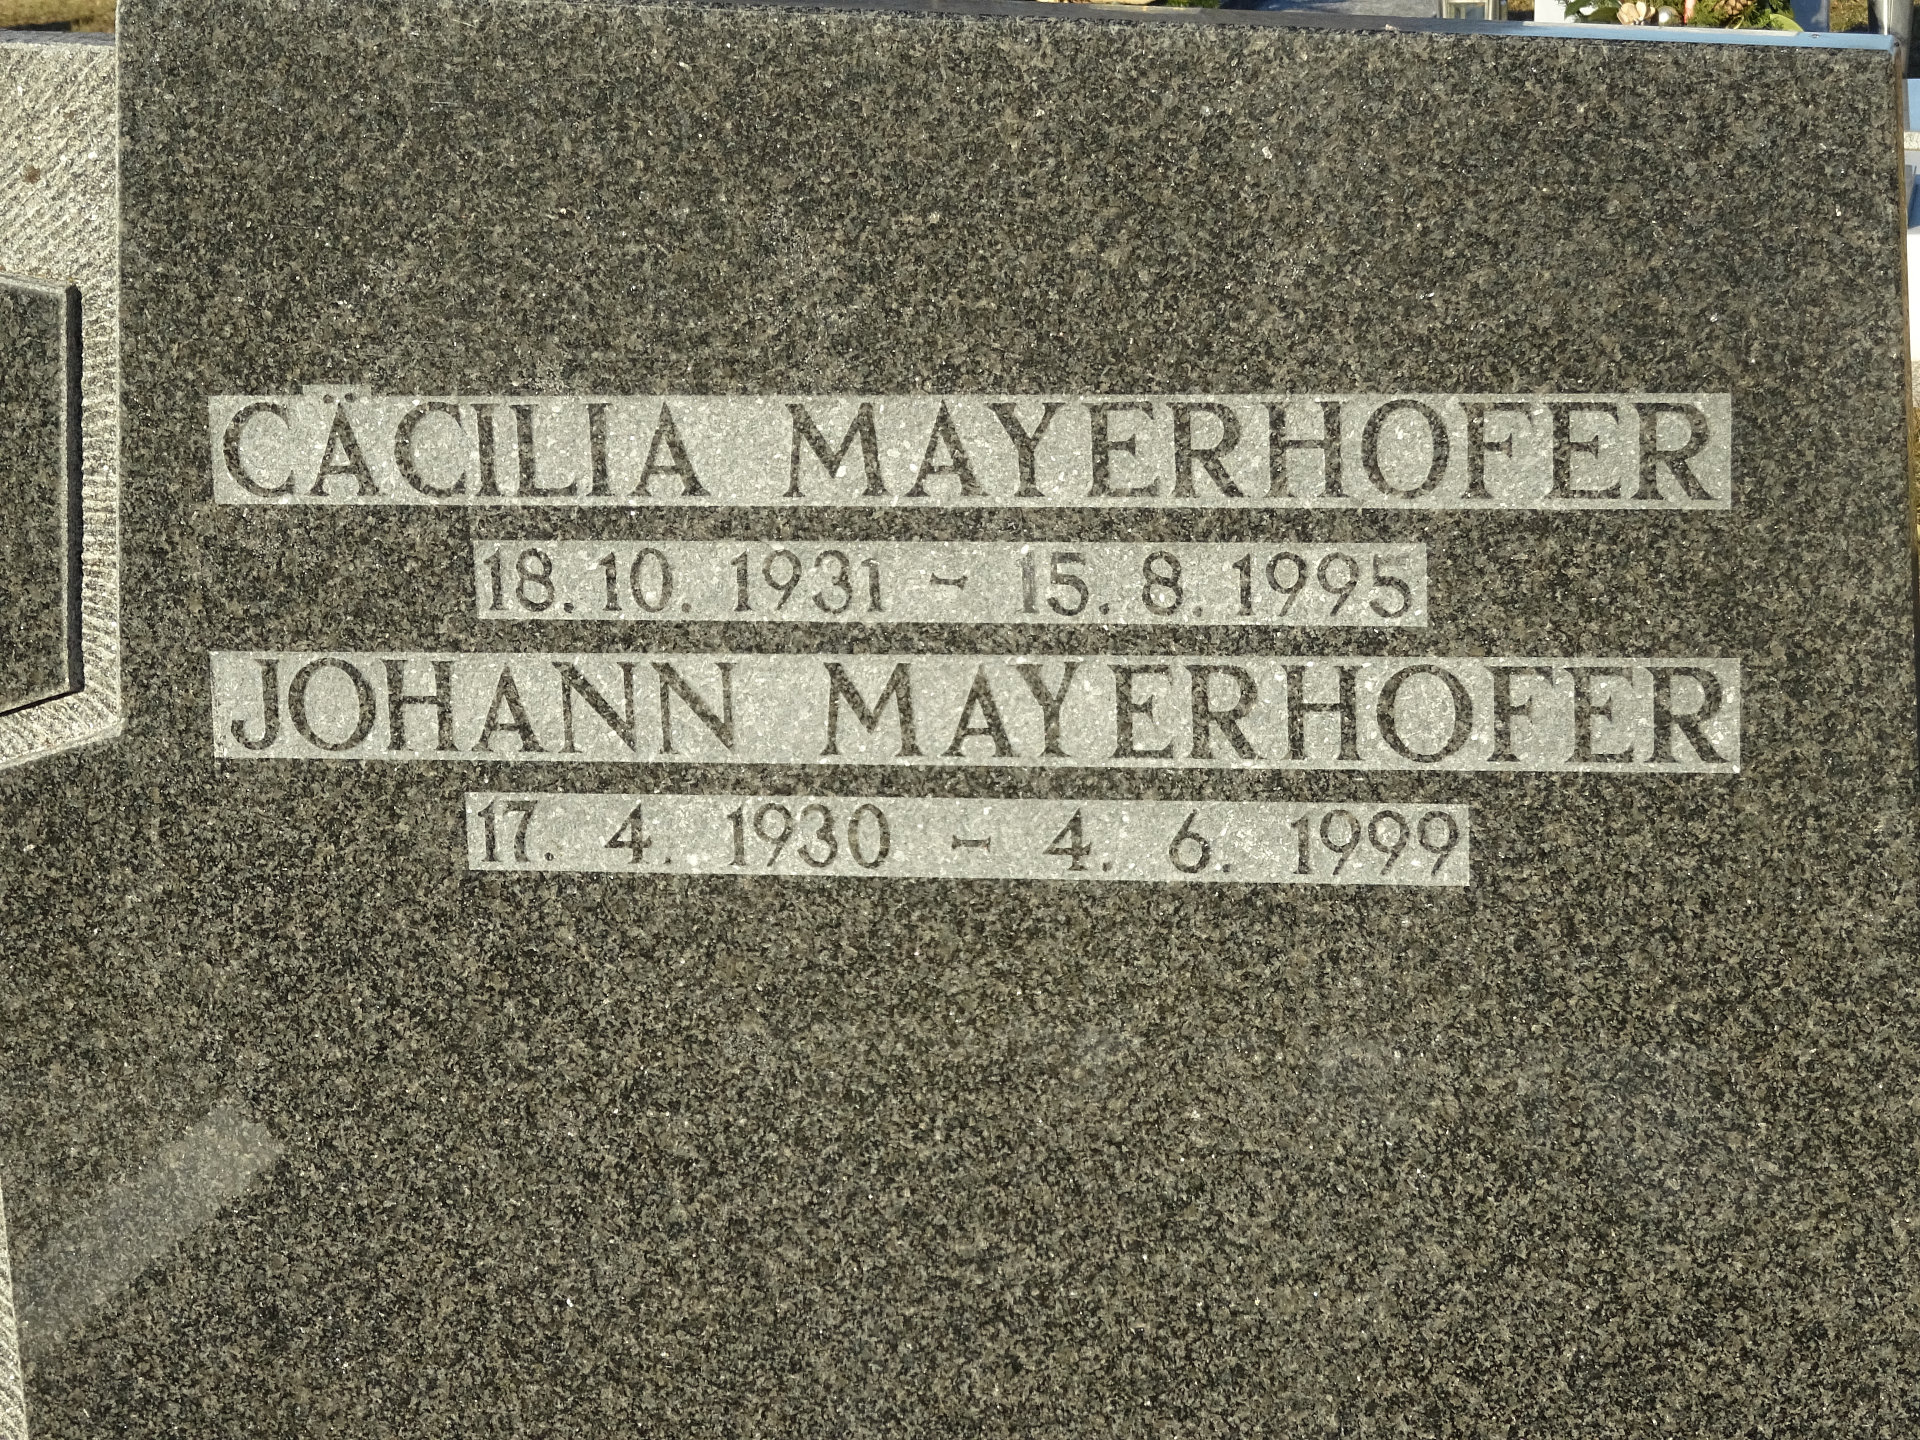 CÄCILIA MAYERHOFER
18. 10. 1931 - 15. 8. 1995
JOHANN MAYERHOFER
17. 4. 1930 - 4. 6. 1999